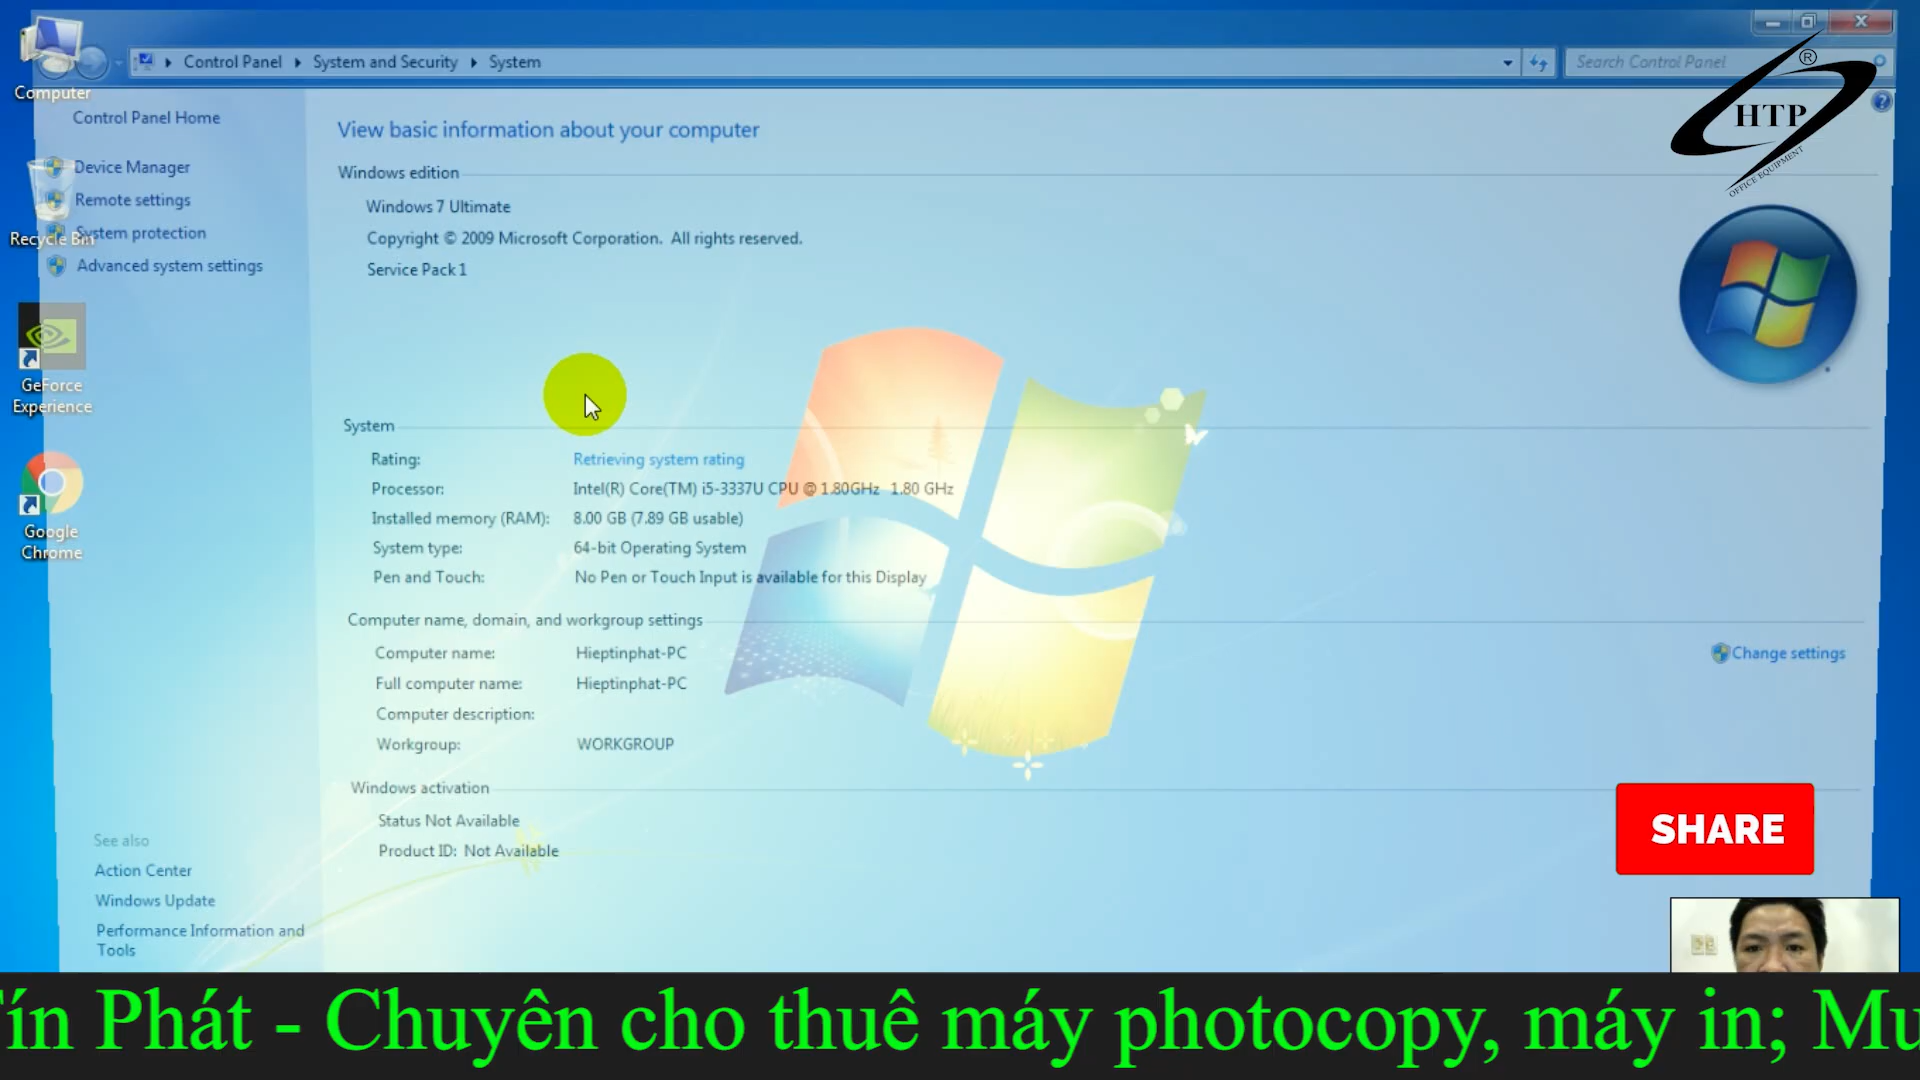 Computer
Control Panel
System and Security
System
Search Control Panel
HTP
®
OFFICE EQUIPMENT
Control Panel Home
Device Manager
Remote settings
Recycle Bin
System protection
Advanced system settings
GeForce
Experience
Google
Chrome
View basic information about your computer
Windows edition
Windows 7 Ultimate
Copyright © 2009 Microsoft Corporation. All rights reserved.
Service Pack 1
System
Rating: Retrieving system rating
Processor: Intel(R) Core(TM) i5-3337U CPU @ 1.80GHz 1.80 GHz
Installed memory (RAM): 8.00 GB (7.89 GB usable)
System type: 64-bit Operating System
Pen and Touch: No Pen or Touch Input is available for this Display
Computer name, domain, and workgroup settings
Computer name: Hieptinphat-PC
Change settings
Full computer name: Hieptinphat-PC
Computer description:
Workgroup: WORKGROUP
Windows activation
Status Not Available
Product ID: Not Available
See also
Action Center
Windows Update
Performance Information and
Tools
SHARE
Tín Phát - Chuyên cho thuê máy photocopy, máy in;